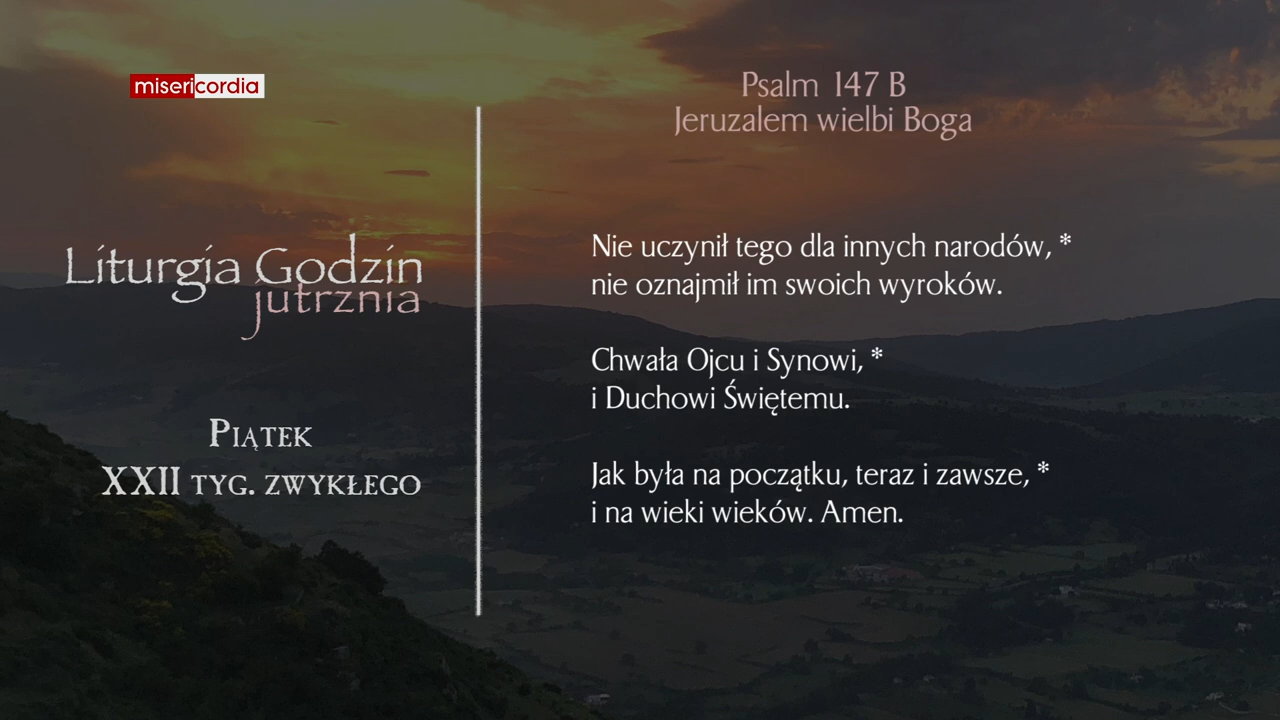 misericordia
Liturgia Godzin
jutrznia
Piątek
XXII tyg. zwykłego
Psalm 147 B
Jeruzalem wielbi Boga
Nie uczynił tego dla innych narodów, *
nie oznajmił im swoich wyroków.
Chwała Ojcu i Synowi, *
i Duchowi Świętemu.
Jak była na początku, teraz i zawsze, *
i na wieki wieków. Amen.